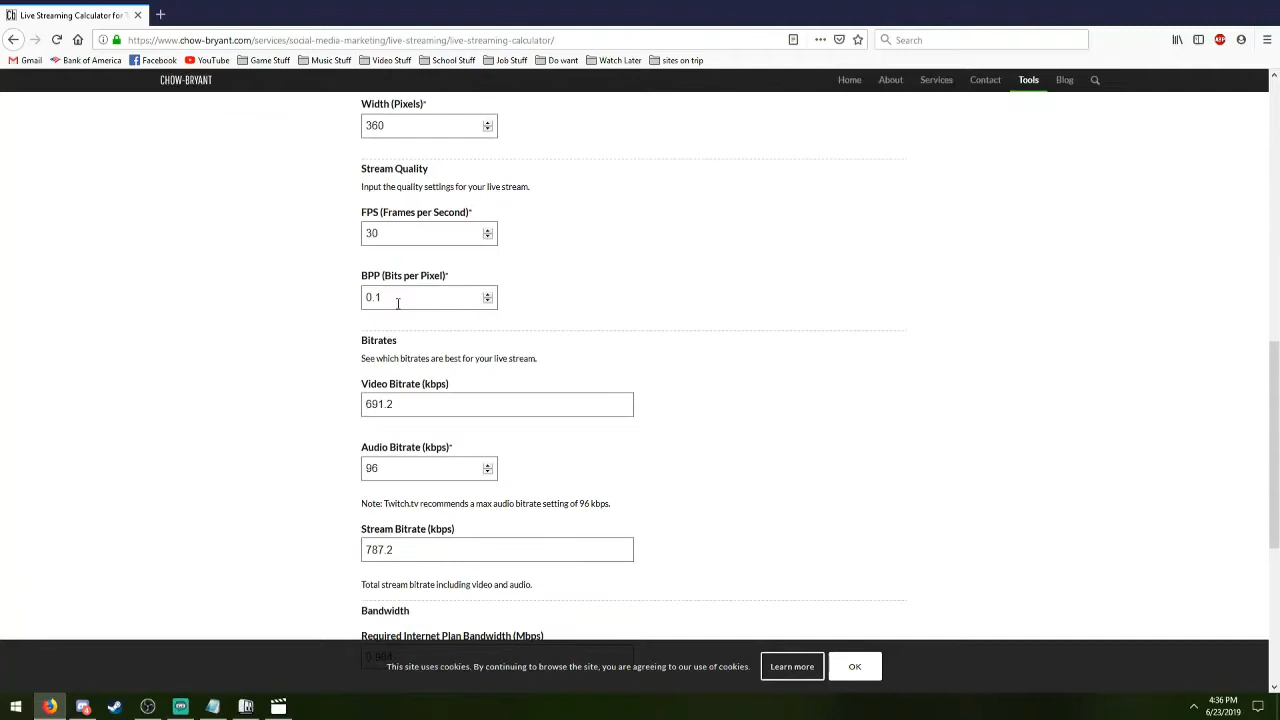 Live Streaming Calculator for T
https://www.chow-bryant.com/services/social-media-marketing/live-streaming/live-streaming-calculator/
Search
Gmail Bank of America Facebook YouTube Game Stuff Music Stuff Video Stuff School Stuff Job Stuff Do want Watch Later sites on trip
CHOW-BRYANT Home About Services Contact Tools Blog
Width (Pixels)*
360
Stream Quality
Input the quality settings for your live stream.
FPS (Frames per Second)*
30
BPP (Bits per Pixel)*
0.1
Bitrates
See which bitrates are best for your live stream.
Video Bitrate (kbps)
691.2
Audio Bitrate (kbps)*
96
Note: Twitch.tv recommends a max audio bitrate setting of 96 kbps.
Stream Bitrate (kbps)
787.2
Total stream bitrate including video and audio.
Bandwidth
Required Internet Plan Bandwidth (Mbps)
This site uses cookies. By continuing to browse the site, you are agreeing to our use of cookies. Learn more OK
4:36 PM
6/23/2019